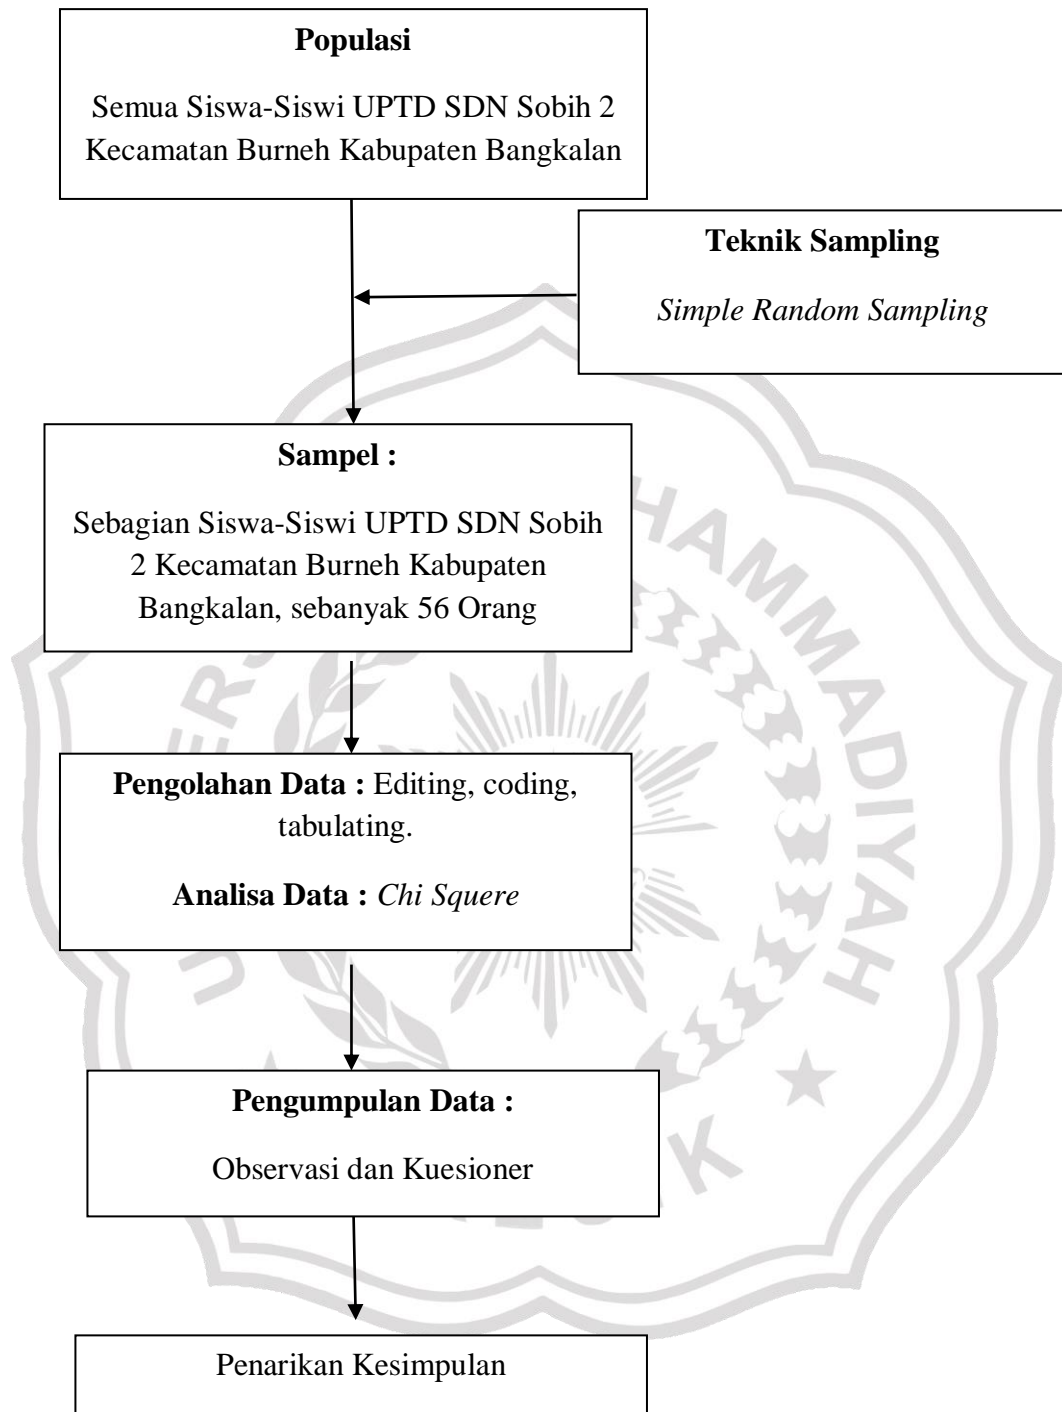 Populasi
Semua Siswa-Siswi UPTD SDN Sobih 2
Kecamatan Burneh Kabupaten Bangkalan
Teknik Sampling
Simple Random Sampling
Sampel :
Sebagian Siswa-Siswi UPTD SDN Sobih
2 Kecamatan Burneh Kabupaten
Bangkalan, sebanyak 56 Orang
Pengolahan Data : Editing, coding,
tabulating.
Analisa Data : Chi Squere
Pengumpulan Data :
Observasi dan Kuesioner
Penarikan Kesimpulan